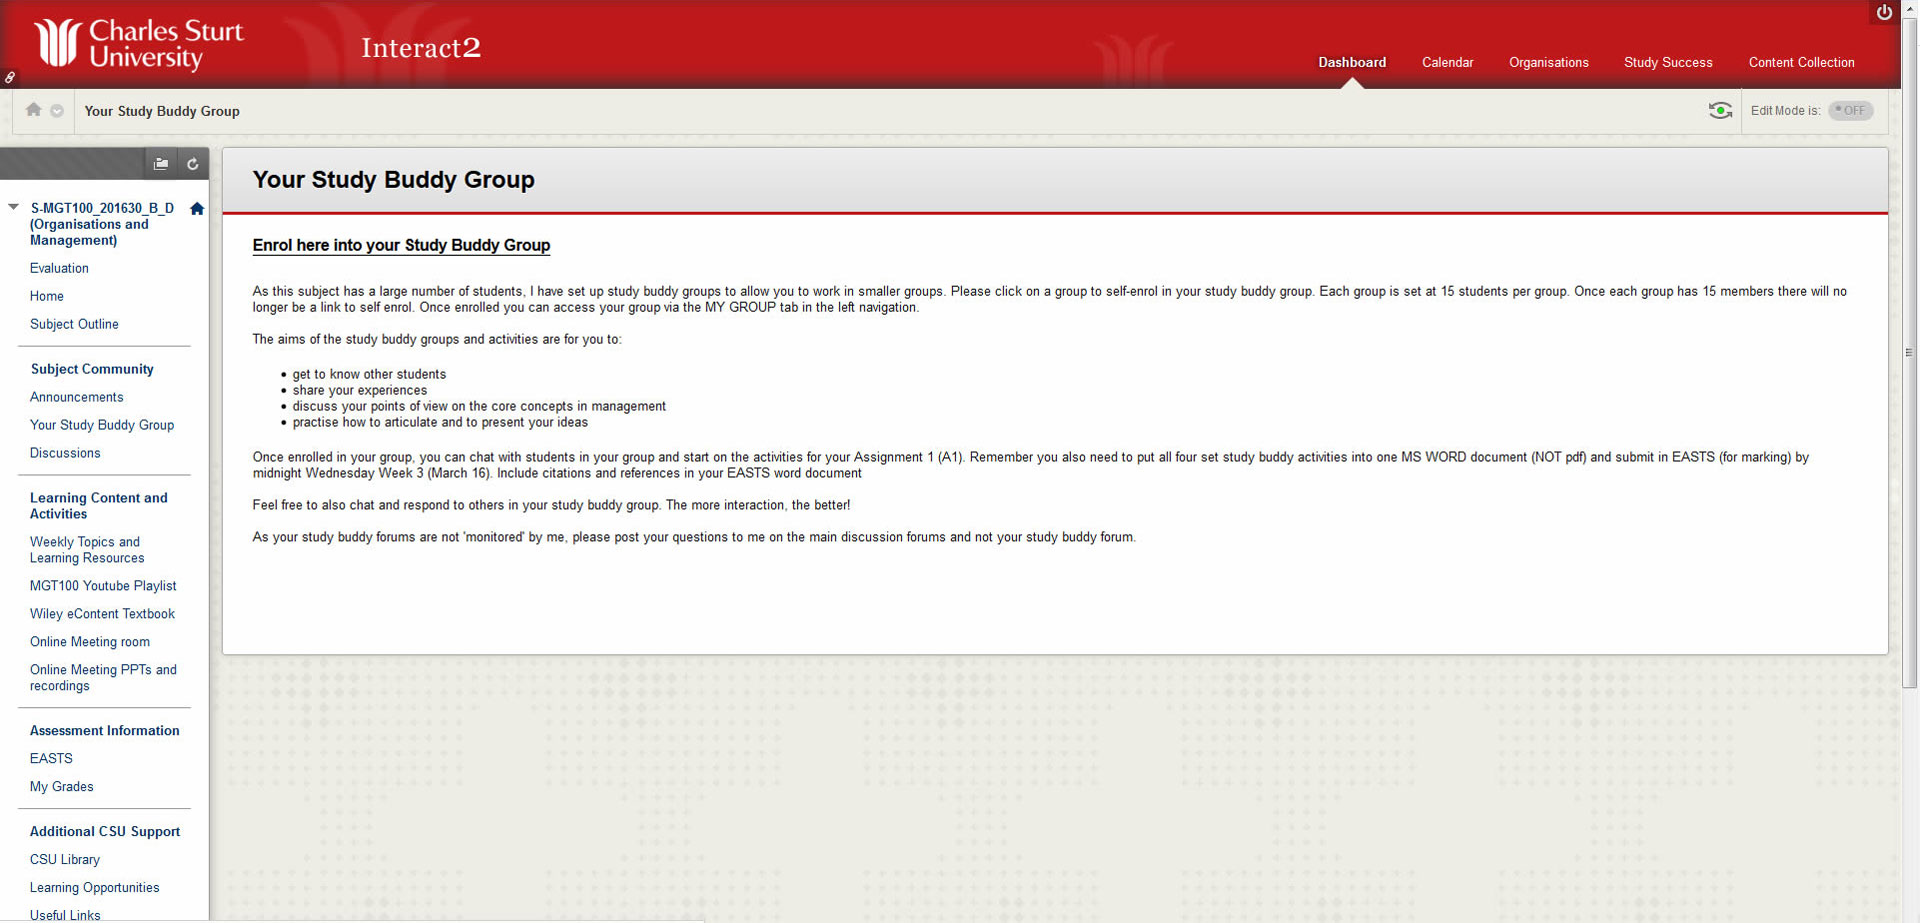 Charles Sturt
University
Interact2
Dashboard
Calendar
Organisations
Study Success
Content Collection
Your Study Buddy Group
Edit Mode is:
OFF
S-MGT100_201630_B_D
(Organisations and
Management)
Evaluation
Home
Subject Outline
Subject Community
Announcements
Your Study Buddy Group
Discussions
Learning Content and
Activities
Weekly Topics and
Learning Resources
MGT100 Youtube Playlist
Wiley eContent Textbook
Online Meeting room
Online Meeting PPTs and
recordings
Assessment Information
EASTS
My Grades
Additional CSU Support
CSU Library
Learning Opportunities
Useful Links
Your Study Buddy Group
Enrol here into your Study Buddy Group
As this subject has a large number of students, I have set up study buddy groups to allow you to work in smaller groups. Please click on a group to self-enrol in your study buddy group. Each group is set at 15 students per group. Once each group has 15 members there will no
longer be a link to self enrol. Once enrolled you can access your group via the MY GROUP tab in the left navigation.
The aims of the study buddy groups and activities are for you to:
• get to know other students
• share your experiences
• discuss your points of view on the core concepts in management
• practise how to articulate and to present your ideas
Once enrolled in your group, you can chat with students in your group and start on the activities for your Assignment 1 (A1). Remember you also need to put all four set study buddy activities into one MS WORD document (NOT pdf) and submit in EASTS (for marking) by
midnight Wednesday Week 3 (March 16). Include citations and references in your EASTS word document
Feel free to also chat and respond to others in your study buddy group. The more interaction, the better!
As your study buddy forums are not 'monitored' by me, please post your questions to me on the main discussion forums and not your study buddy forum.